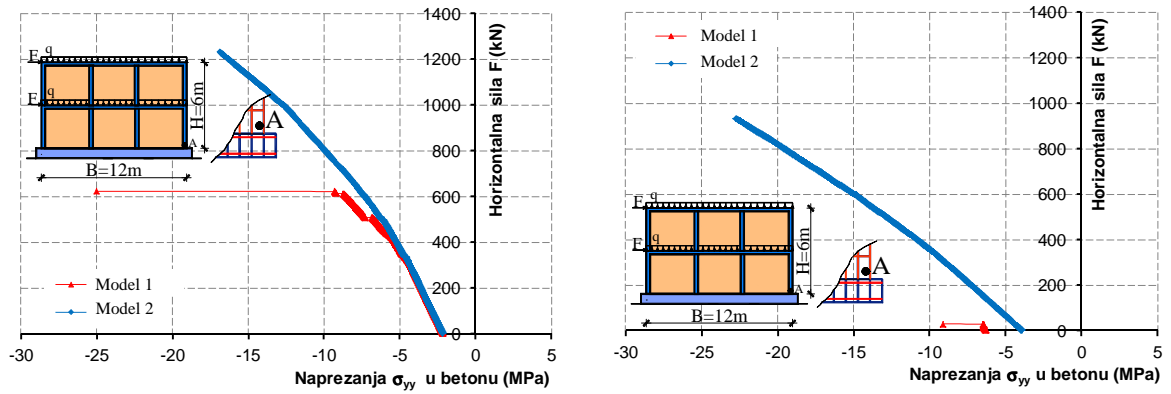 1400
1200
1000
800
600
400
200
0
-30 -25 -20 -15 -10 -5 0 5
Horizontalna sila F (kN)
Naprezanja σyy u betonu (MPa)
Model 1
Model 2
F q
F q
H=6m
A
B=12m
A
1400
1200
1000
800
600
400
200
0
-30 -25 -20 -15 -10 -5 0 5
Horizontalna sila F (kN)
Naprezanja σyy u betonu (MPa)
Model 1
Model 2
F q
F q
H=6m
A
B=12m
A